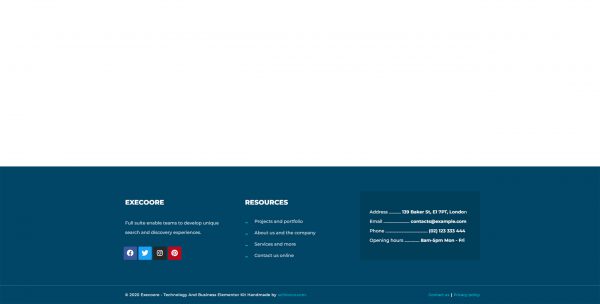 EXECOORE
Full suite enable teams to develop unique
search and discovery experiences.
RESOURCES
Projects and portfolio
About us and the company
Services and more
Contact us online
Address .......... 139 Baker St, E1 7PT, London
Email ...................... contacts@example.com
Phone .................................... (02) 123 333 444
Opening hours ............. 8am-5pm Mon - Fri
© 2020 Execoore - Technology And Business Elementor Kit Handmade by
Contact us | Privacy policy